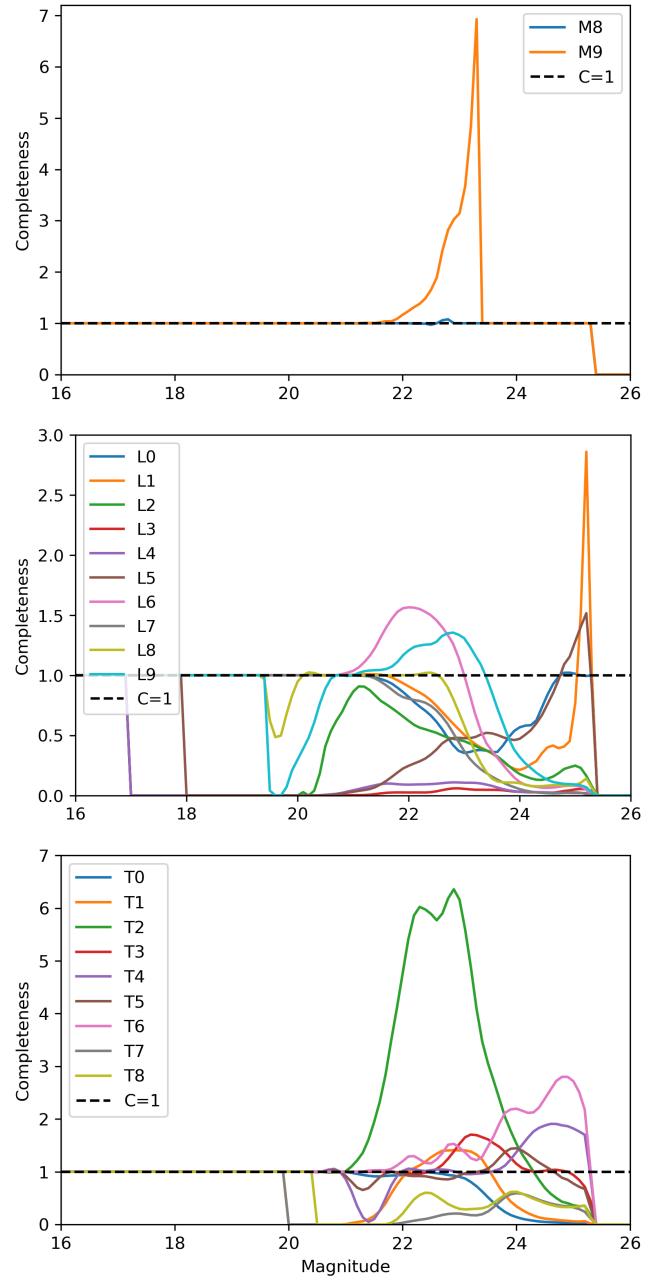 7
6
5
4
3
2
1
0
Completeness
M8
M9
C=1
16 18 20 22 24 26
3.0
2.5
2.0
1.5
1.0
0.5
0.0
Completeness
L0
L1
L2
L3
L4
L5
L6
L7
L8
L9
C=1
16 18 20 22 24 26
7
6
5
4
3
2
1
0
Completeness
T0
T1
T2
T3
T4
T5
T6
T7
T8
C=1
16 18 20 22 24 26
Magnitude